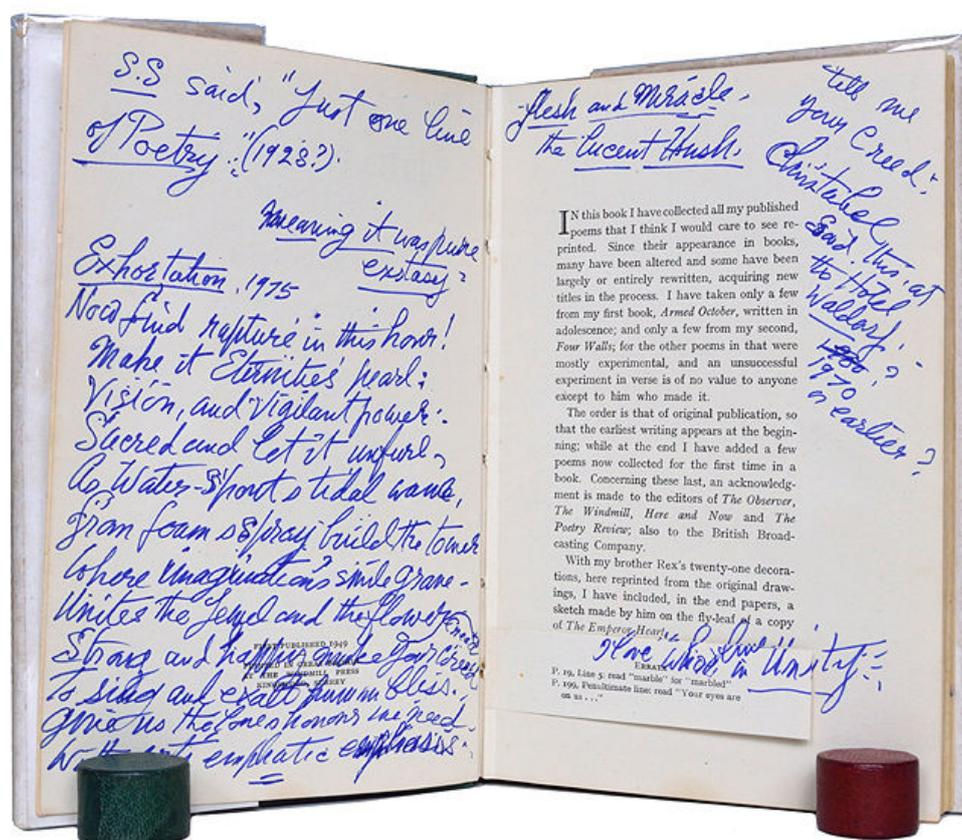 S.S said, "Just one line
of Poetry." (1928?).
meaning it was pure
extasy?
Exhortation. 1975
Now find rapture in this hour!
Make it Eternitie's pearl:
Vision, and Vigilant power:
Sacred and let it unfurl,
As Water-Spouts tidal wave,
from foam & spray build the tower
Where imagination's smile grave-
Unites the Jewel and the flower
Strong and make your
to sing and exalt in bliss.
give us the honours we need
emphatic emphasis.
FIRST PUBLISHED 1949
AT THE WINDMILL PRESS
KINGSWOOD, SURREY
flesh and Miracle.
the lucent Hush.
tell me
your Creed:
Christabel
Said this, at
the Hotel
Waldorf.
?
1970
or earlier?
IN this book I have collected all my published
poems that I think I would care to see re-
printed. Since their appearance in books,
many have been altered and some have been
largely or entirely rewritten, acquiring new
titles in the process. I have taken only a few
from my first book, Armed October, written in
adolescence; and only a few from my second,
Four Walls; for the other poems in that were
mostly experimental, and an unsuccessful
experiment in verse is of no value to anyone
except to him who made it.
The order is that of original publication, so
that the earliest writing appears at the begin-
ning; while at the end I have added a few
poems now collected for the first time in a
book. Concerning these last, an acknowledg-
ment is made to the editors of The Observer,
The Windmill, Here and Now and The
Poetry Review; also to the British Broad-
casting Company.
With my brother Rex's twenty-one decora-
tions, here reprinted from the original draw-
ings, I have included, in the end papers, a
sketch made by him on the fly-leaf of a copy
of The Emperor Heart.
I love in Unity
ERRATA
P. 19, Line 5: read "marble" for "marbled"
P. 199, Penultimate line: read "Your eyes are
on us . . ."